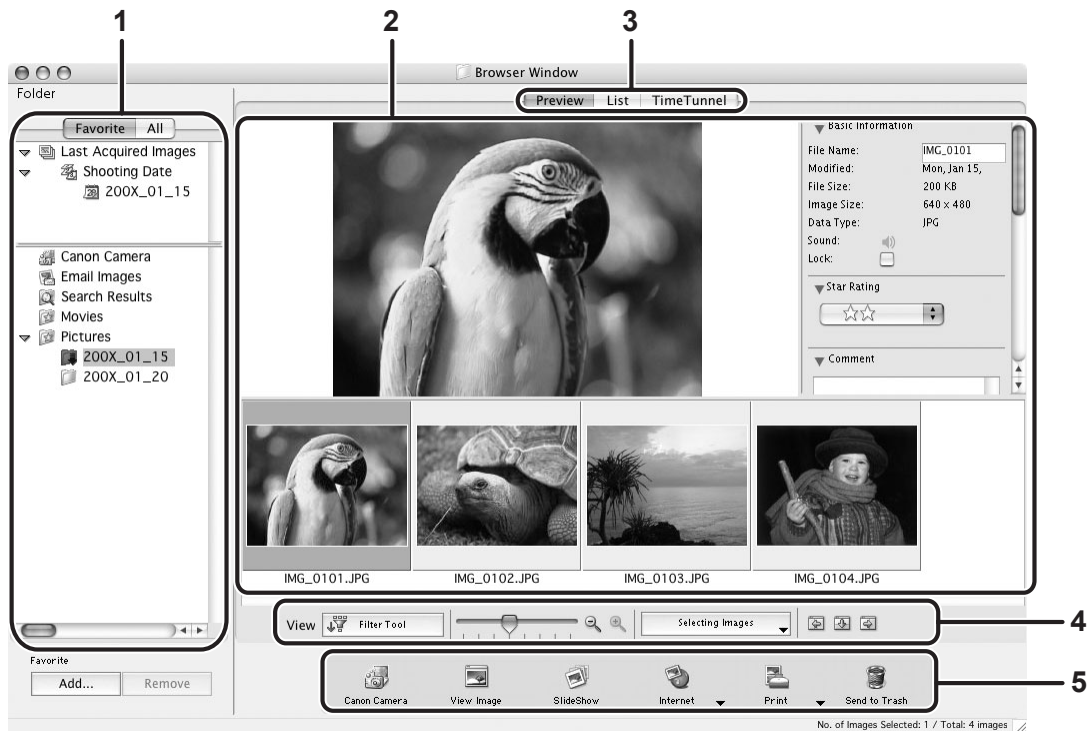 1
2
3
Browser Window
Folder
Preview List TimeTunnel
Favorite All
Last Acquired Images
Shooting Date
200X_01_15
Canon Camera
Email Images
Search Results
Movies
Pictures
200X_01_15
200X_01_20
Basic Information
File Name: IMG_0101
Modified: Mon, Jan 15,
File Size: 200 KB
Image Size: 640 x 480
Data Type: JPG
Sound:
Lock:
Star Rating
Comment
IMG_0101.JPG IMG_0102.JPG IMG_0103.JPG IMG_0104.JPG
View Filter Tool Selecting Images
4
Favorite
Add... Remove
Canon Camera View Image SlideShow Internet Print Send to Trash
5
No. of Images Selected: 1 / Total: 4 images